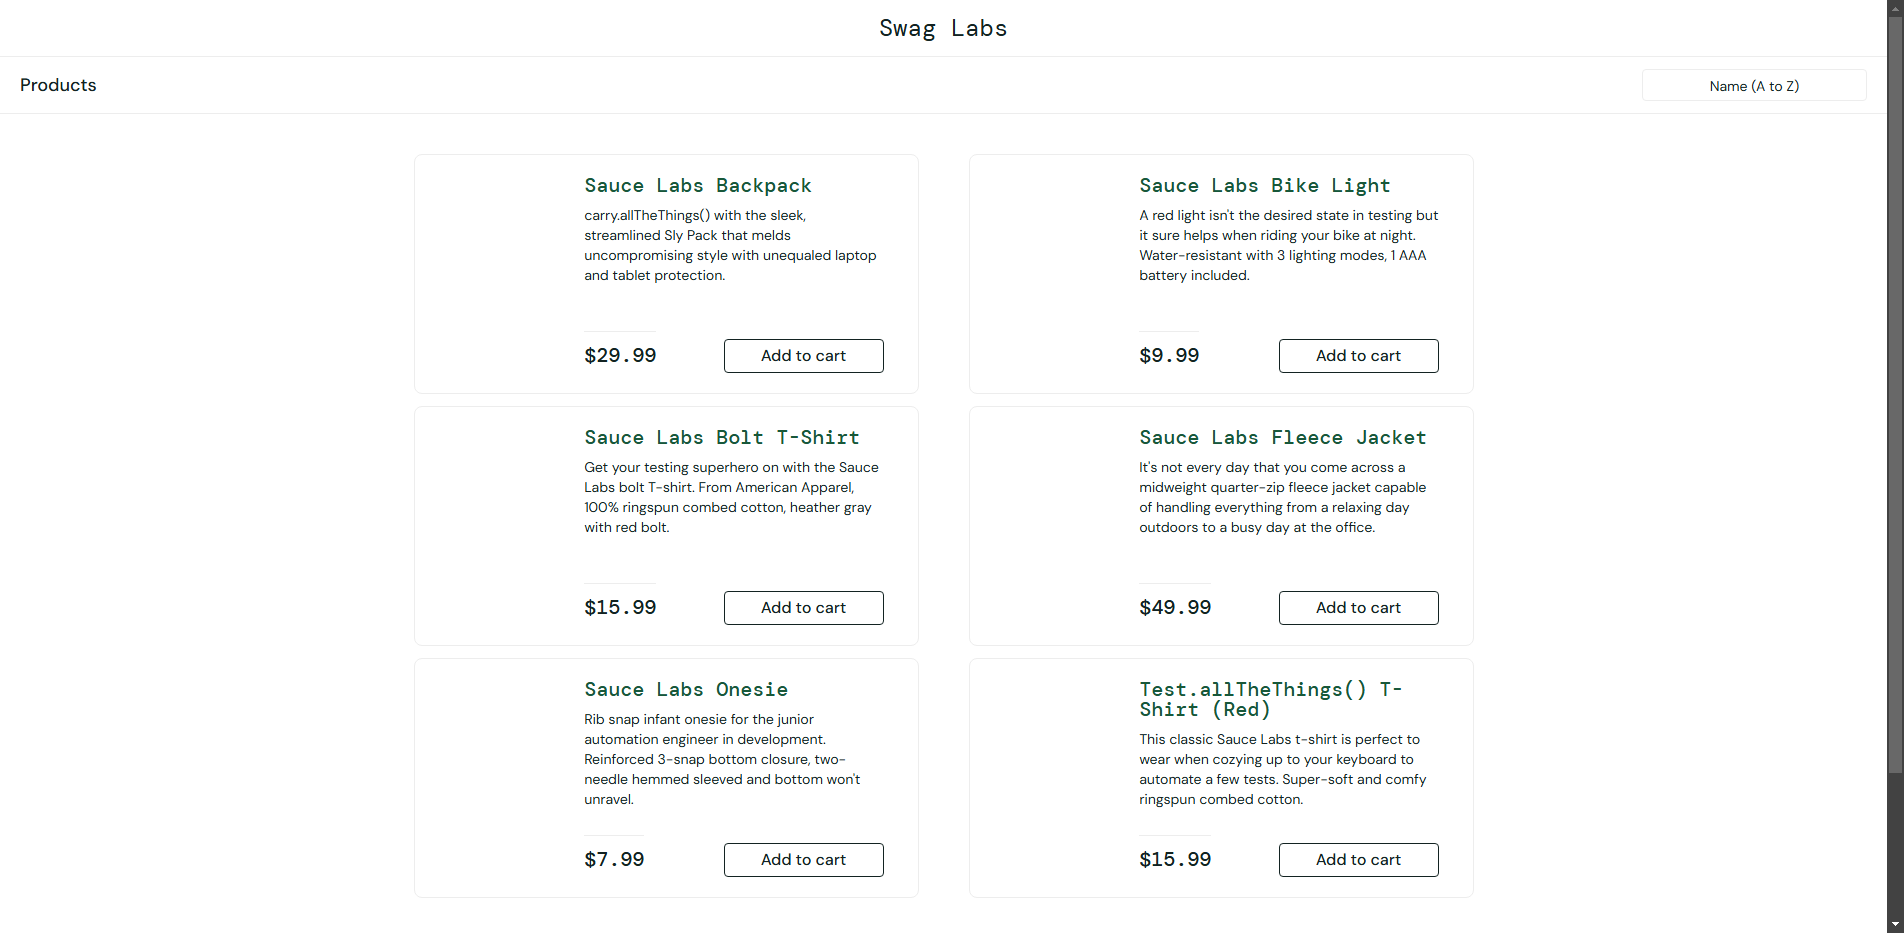 Swag Labs
Products
Name (A to Z)
Sauce Labs Backpack
carry.allTheThings() with the sleek,
streamlined Sly Pack that melds
uncompromising style with unequaled laptop
and tablet protection.
$29.99
Add to cart
Sauce Labs Bike Light
A red light isn't the desired state in testing but
it sure helps when riding your bike at night.
Water-resistant with 3 lighting modes, 1 AAA
battery included.
$9.99
Add to cart
Sauce Labs Bolt T-Shirt
Get your testing superhero on with the Sauce
Labs bolt T-shirt. From American Apparel,
100% ringspun combed cotton, heather gray
with red bolt.
$15.99
Add to cart
Sauce Labs Fleece Jacket
It's not every day that you come across a
midweight quarter-zip fleece jacket capable
of handling everything from a relaxing day
outdoors to a busy day at the office.
$49.99
Add to cart
Sauce Labs Onesie
Rib snap infant onesie for the junior
automation engineer in development.
Reinforced 3-snap bottom closure, two-
needle hemmed sleeved and bottom won't
unravel.
$7.99
Add to cart
Test.allTheThings() T-
Shirt (Red)
This classic Sauce Labs t-shirt is perfect to
wear when cozying up to your keyboard to
automate a few tests. Super-soft and comfy
ringspun combed cotton.
$15.99
Add to cart